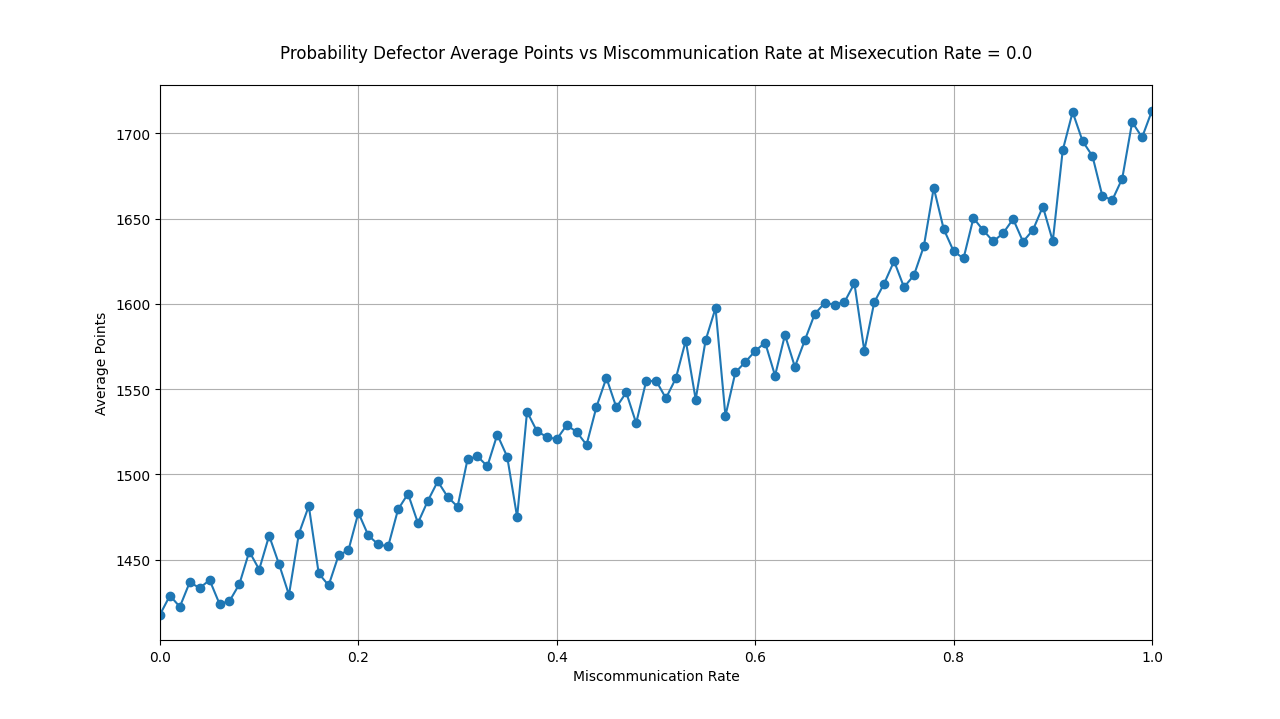 Probability Defector Average Points vs Miscommunication Rate at Misexecution Rate = 0.0
Average Points
1700
1650
1600
1550
1500
1450
0.0 0.2 0.4 0.6 0.8 1.0
Miscommunication Rate